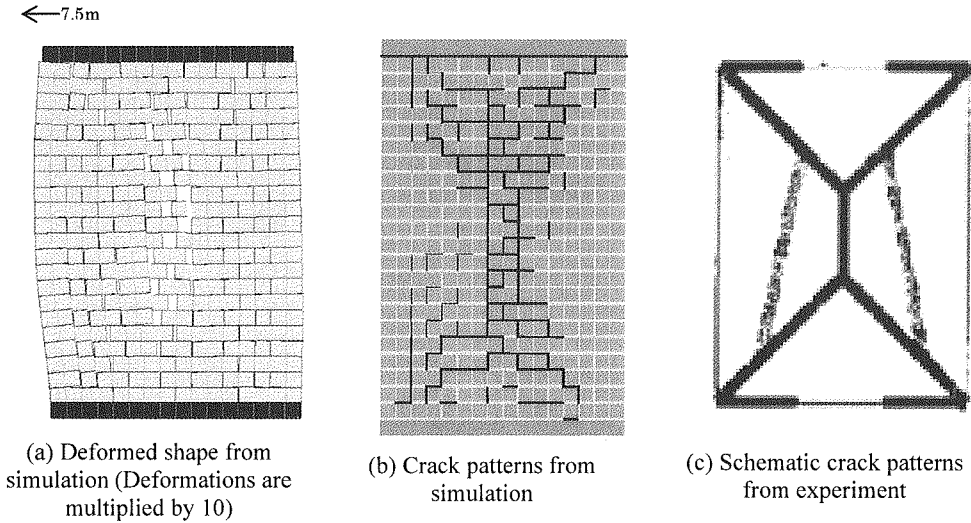 7.5m
(a) Deformed shape from
simulation (Deformations are
multiplied by 10)
(b) Crack patterns from
simulation
(c) Schematic crack patterns
from experiment